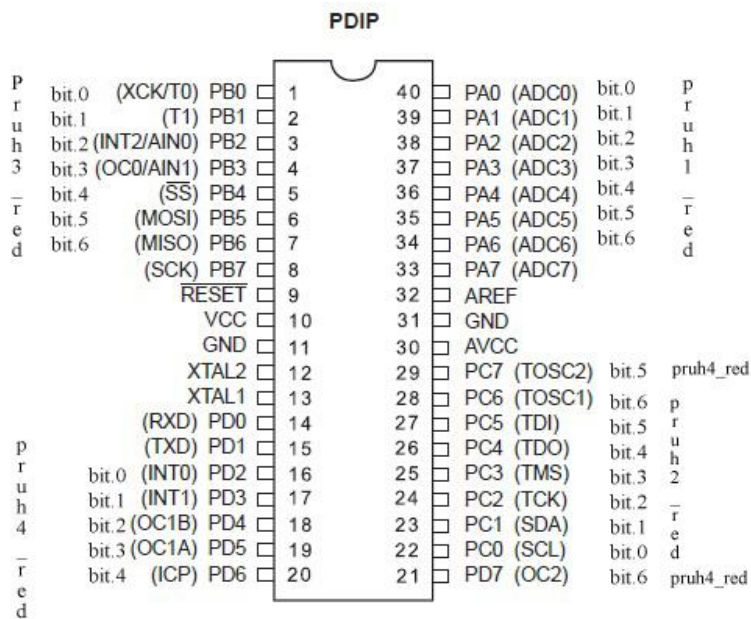 PDIP
pruh3_red
bit.0 (XCK/T0) PB0 1
bit.1 (T1) PB1 2
bit.2 (INT2/AIN0) PB2 3
bit.3 (OC0/AIN1) PB3 4
bit.4 (SS) PB4 5
bit.5 (MOSI) PB5 6
bit.6 (MISO) PB6 7
(SCK) PB7 8
RESET 9
VCC 10
GND 11
XTAL2 12
XTAL1 13
(RXD) PD0 14
(TXD) PD1 15
bit.0 (INT0) PD2 16
bit.1 (INT1) PD3 17
bit.2 (OC1B) PD4 18
bit.3 (OC1A) PD5 19
bit.4 (ICP) PD6 20
pruh4_red
40 PA0 (ADC0) bit.0
39 PA1 (ADC1) bit.1
38 PA2 (ADC2) bit.2
37 PA3 (ADC3) bit.3
36 PA4 (ADC4) bit.4
35 PA5 (ADC5) bit.5
34 PA6 (ADC6) bit.6
33 PA7 (ADC7)
pruh1_red
32 AREF
31 GND
30 AVCC
29 PC7 (TOSC2) bit.5 pruh4_red
28 PC6 (TOSC1) bit.6
27 PC5 (TDI) bit.5
26 PC4 (TDO) bit.4
25 PC3 (TMS) bit.3
24 PC2 (TCK) bit.2
23 PC1 (SDA) bit.1
22 PC0 (SCL) bit.0
pruh2_red
21 PD7 (OC2) bit.6 pruh4_red